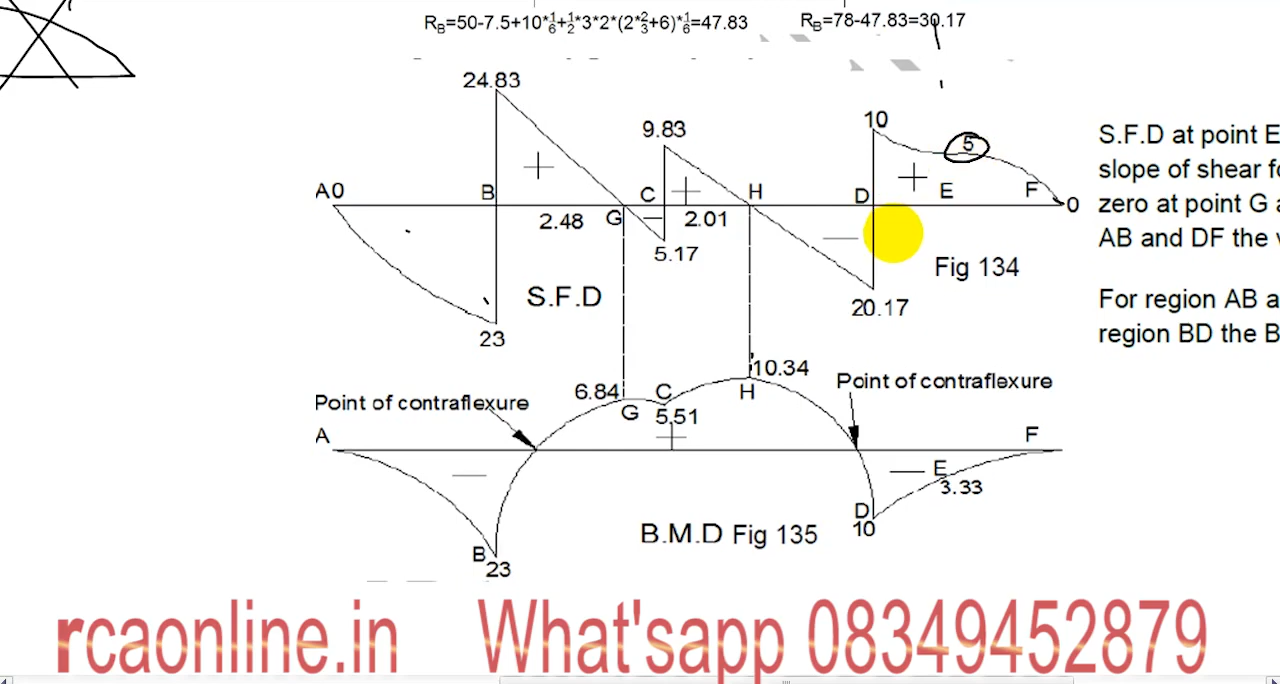 R_B=50-7.5+10*1/6+1/2*3*2*(2*2/3+6)*1/6=47.83    R_B=78-47.83=30.17
24.83
10
9.83
5
S.F.D at point E
slope of shear fo
A 0 B C H D E F 0
zero at point G a
2.48 G 2.01
AB and DF the v
5.17
Fig 134
S.F.D
For region AB a
20.17
region BD the B
23
10.34
Point of contraflexure
6.84 C H
Point of contraflexure
G 5.51
A F
E
3.33
D
10
B.M.D Fig 135
B
23
rcaonline.in What'sapp 08349452879